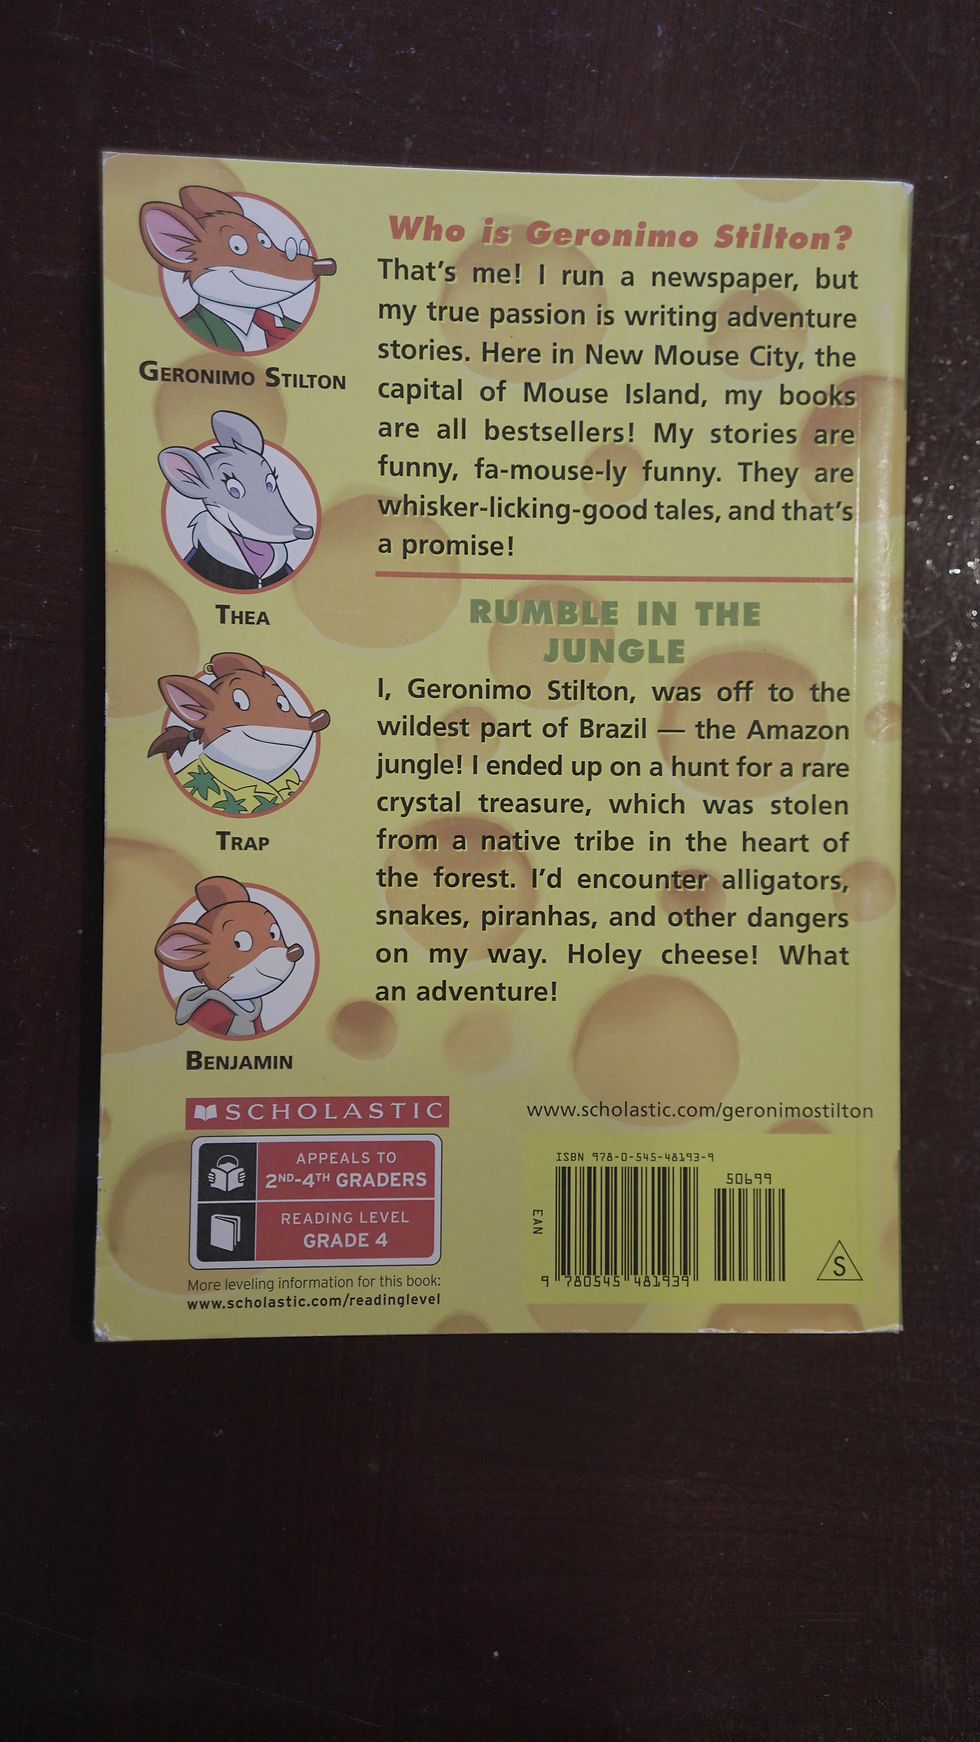 Who is Geronimo Stilton?
That's me! I run a newspaper, but
my true passion is writing adventure
stories. Here in New Mouse City, the
capital of Mouse Island, my books
are all bestsellers! My stories are
funny, fa-mouse-ly funny. They are
whisker-licking-good tales, and that's
a promise!
GERONIMO STILTON
THEA
TRAP
BENJAMIN
RUMBLE IN THE
JUNGLE
I, Geronimo Stilton, was off to the
wildest part of Brazil — the Amazon
jungle! I ended up on a hunt for a rare
crystal treasure, which was stolen
from a native tribe in the heart of
the forest. I'd encounter alligators,
snakes, piranhas, and other dangers
on my way. Holey cheese! What
an adventure!
SCHOLASTIC
APPEALS TO
2ND-4TH GRADERS
READING LEVEL
GRADE 4
More leveling information for this book:
www.scholastic.com/readinglevel
www.scholastic.com/geronimostilton
ISBN 978-0-545-48193-9
50699
EAN
9 780545 481939
S